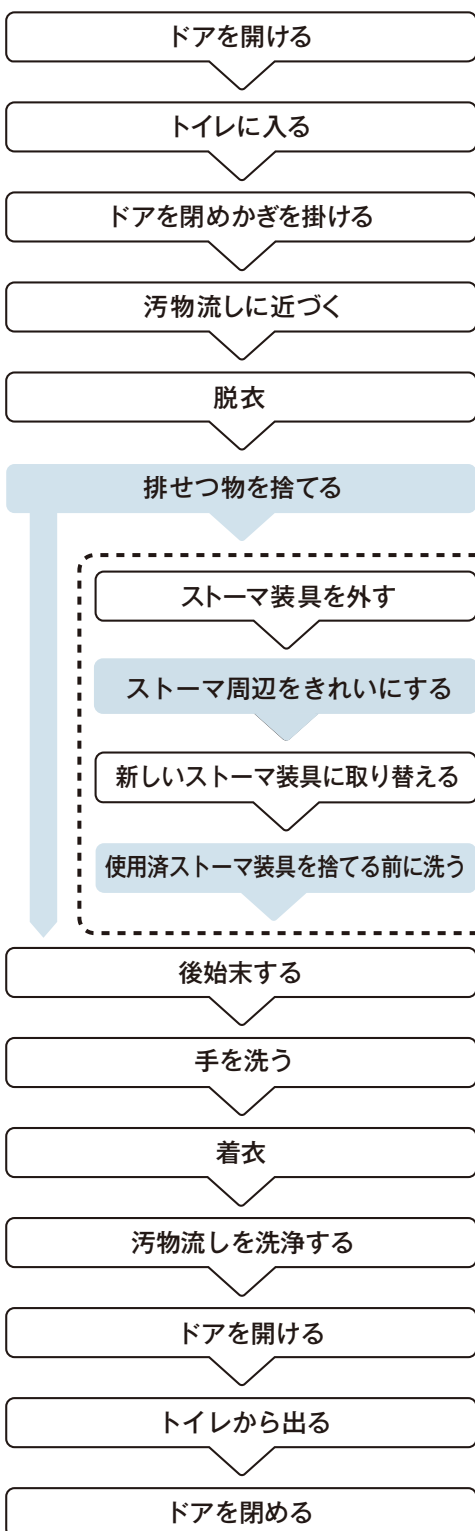 ドアを開ける
トイレに入る
ドアを閉めかぎを掛ける
汚物流しに近づく
脱衣
排せつ物を捨てる
ストーマ装具を外す
ストーマ周辺をきれいにする
新しいストーマ装具に取り替える
使用済ストーマ装具を捨てる前に洗う
後始末する
手を洗う
着衣
汚物流しを洗浄する
ドアを開ける
トイレから出る
ドアを閉める